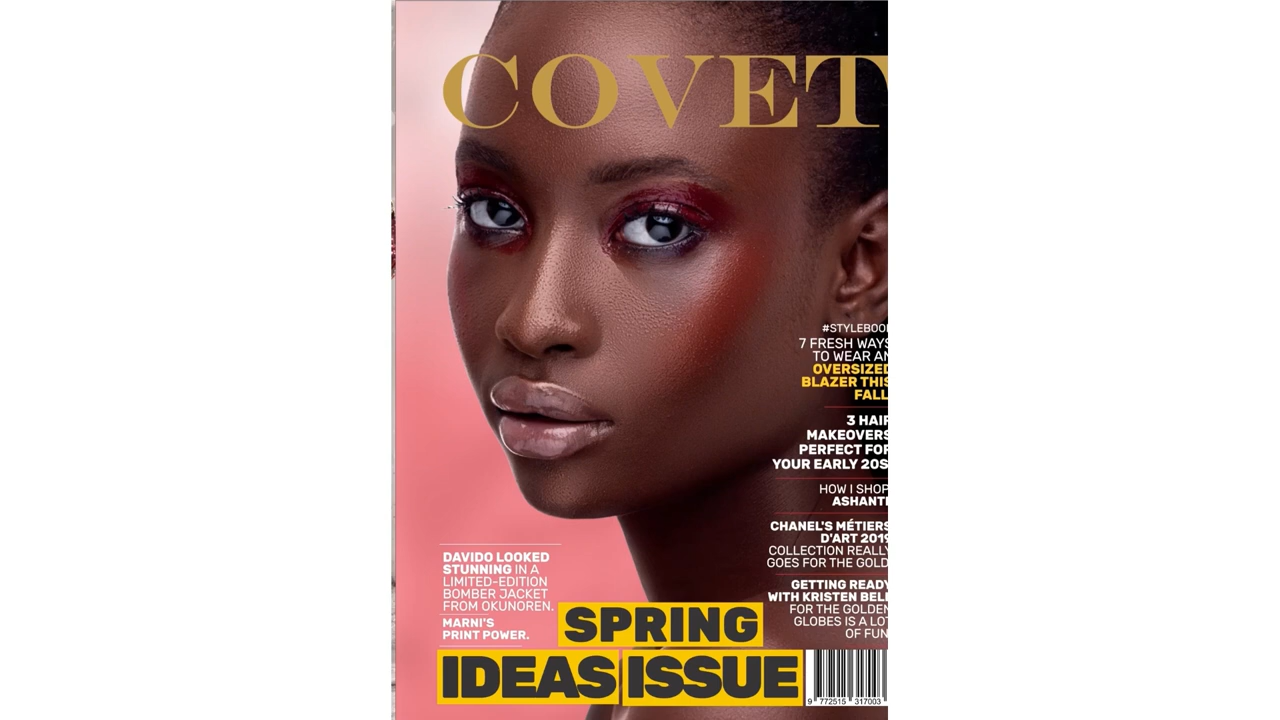 COVET
#STYLEBOOK
7 FRESH WAYS
TO WEAR AN
OVERSIZED
BLAZER THIS
FALL
3 HAIR
MAKEOVERS
PERFECT FOR
YOUR EARLY 20S
HOW I SHOP
ASHANTI
CHANEL'S MÉTIERS
D'ART 2019
COLLECTION REALLY
GOES FOR THE GOLD
GETTING READY
WITH KRISTEN BELL
FOR THE GOLDEN
GLOBES IS A LOT
OF FUN
DAVIDO LOOKED
STUNNING IN A
LIMITED-EDITION
BOMBER JACKET
FROM OKUNOREN.
MARNI'S
PRINT POWER.
SPRING
IDEAS ISSUE
9 772515 317003